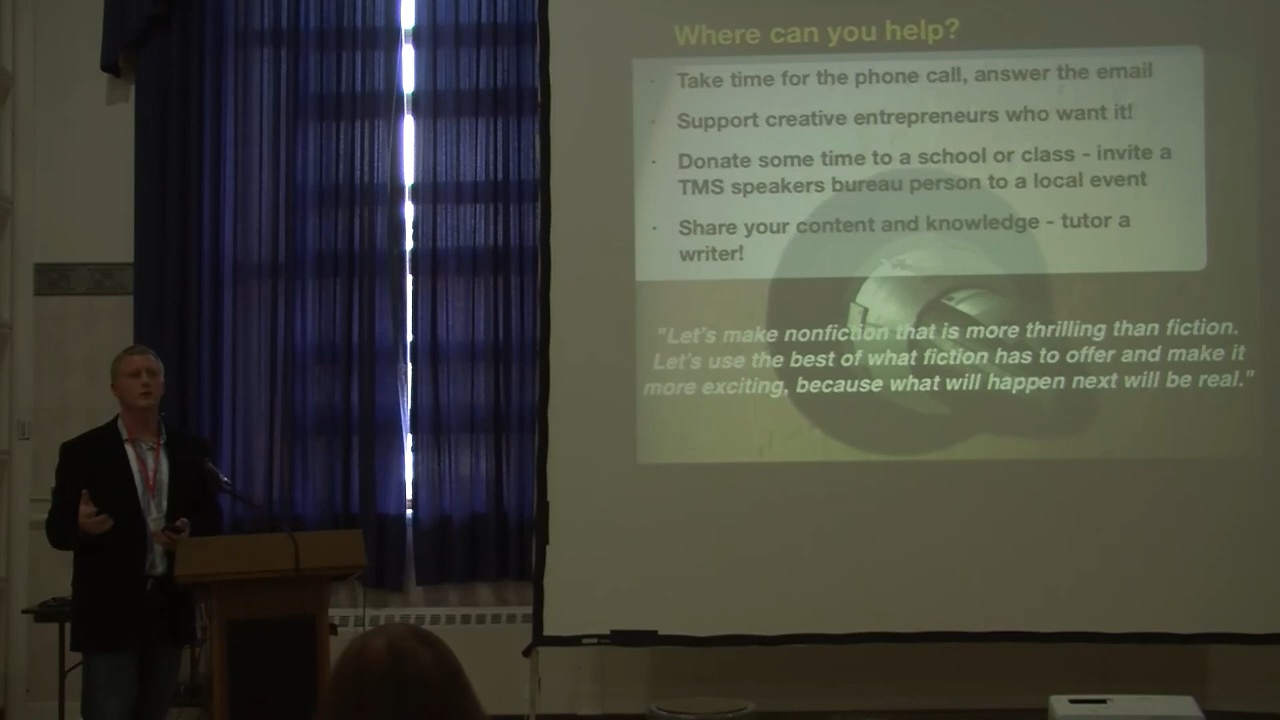 Where can you help?
· Take time for the phone call, answer the email
· Support creative entrepreneurs who want it!
· Donate some time to a school or class - invite a
TMS speakers bureau person to a local event
· Share your content and knowledge - tutor a
writer!
"Let's make nonfiction that is more thrilling than fiction.
Let's use the best of what fiction has to offer and make it
more exciting, because what will happen next will be real."